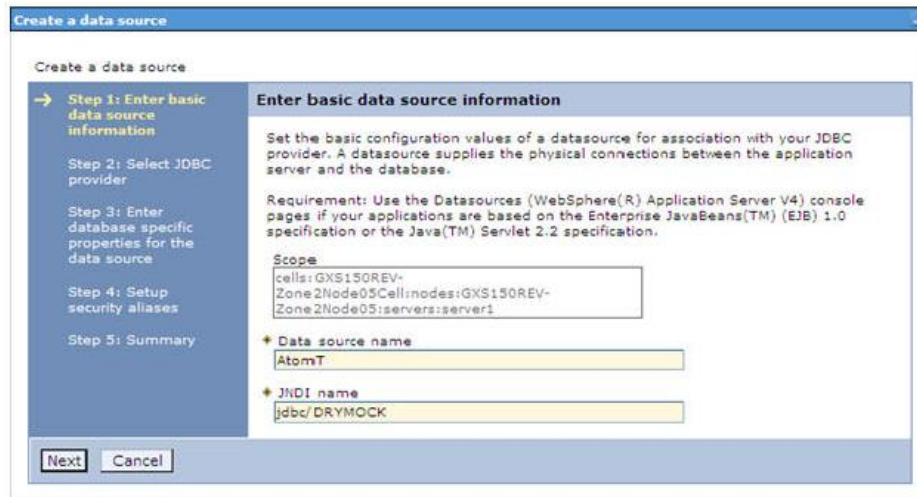 Create a data source
Create a data source
Step 1: Enter basic
data source
information
Step 2: Select JDBC
provider
Step 3: Enter
database specific
properties for the
data source
Step 4: Setup
security aliases
Step 5: Summary
Enter basic data source information
Set the basic configuration values of a datasource for association with your JDBC
provider. A datasource supplies the physical connections between the application
server and the database.
Requirement: Use the Datasources (WebSphere(R) Application Server V4) console
pages if your applications are based on the Enterprise JavaBeans(TM) (EJB) 1.0
specification or the Java(TM) Servlet 2.2 specification.
Scope
cells:GXS150REV-
Zone2Node05Cell:nodes:GXS150REV-
Zone2Node05:servers:server1
Data source name
AtomT
JNDI name
jdbc/DRYMOCK
Next Cancel